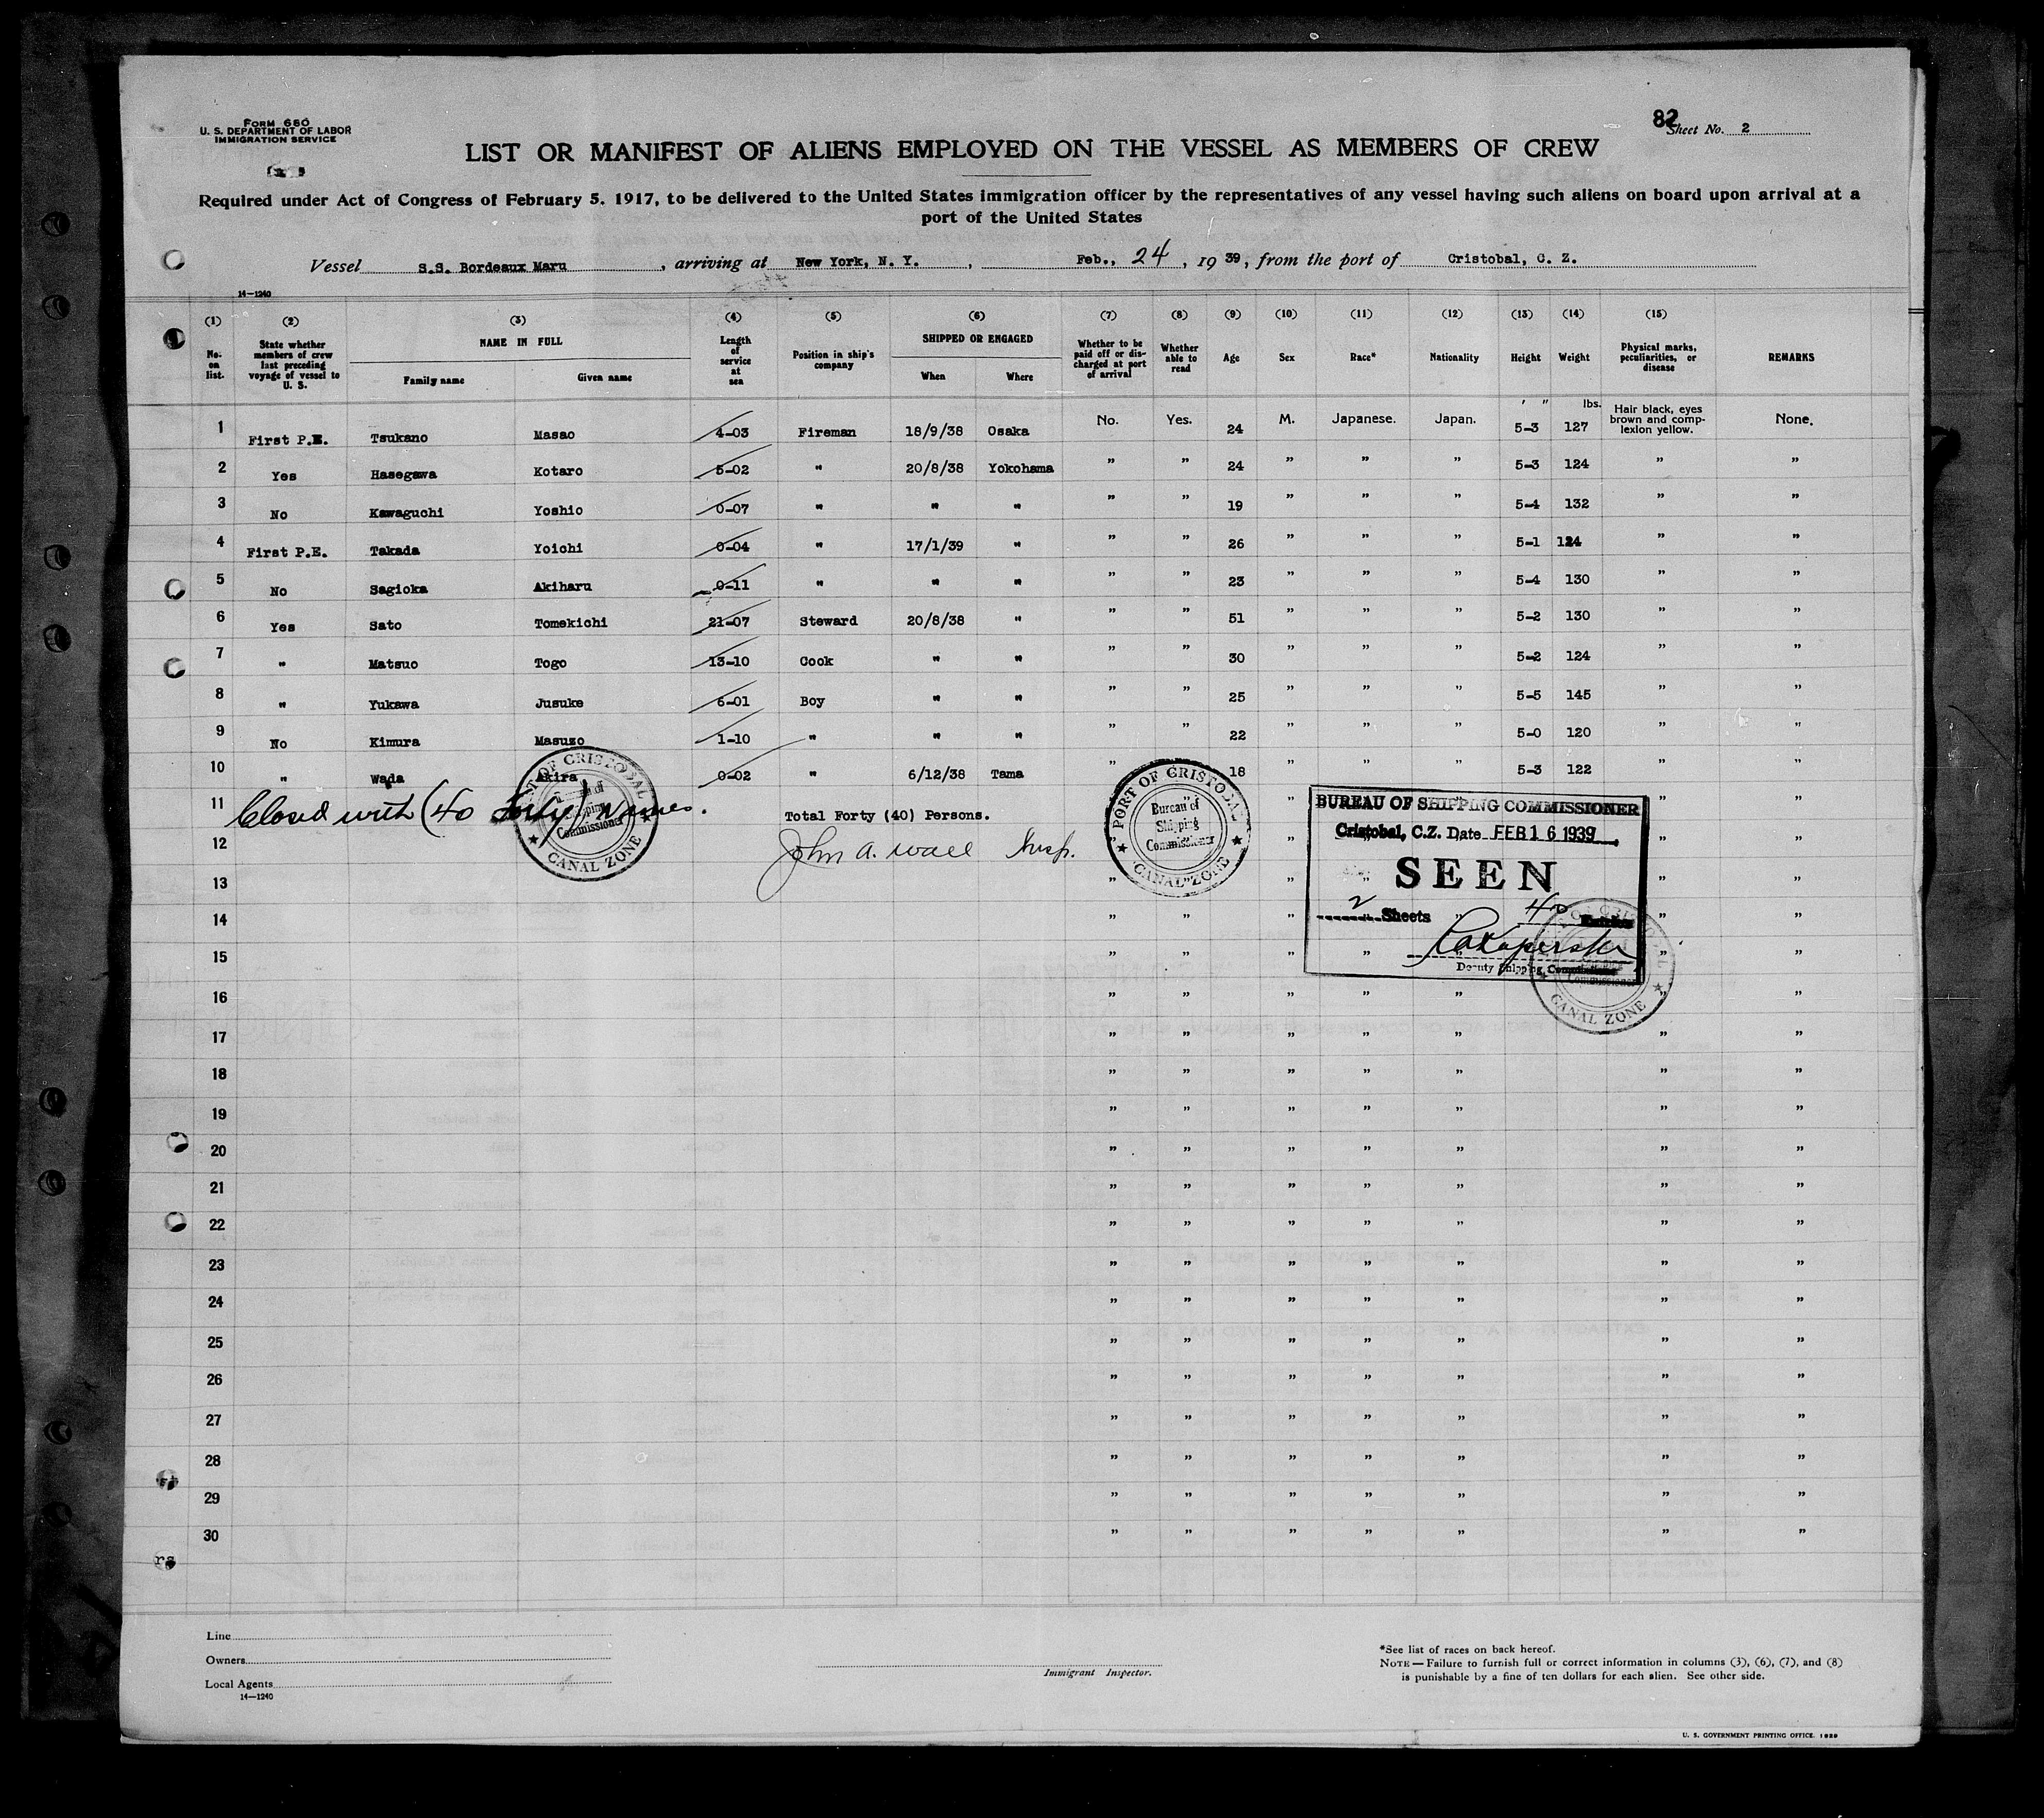 Form 680
U. S. DEPARTMENT OF LABOR
IMMIGRATION SERVICE
82
Sheet No. 2
LIST OR MANIFEST OF ALIENS EMPLOYED ON THE VESSEL AS MEMBERS OF CREW
Required under Act of Congress of February 5, 1917, to be delivered to the United States immigration officer by the representatives of any vessel having such aliens on board upon arrival at a
port of the United States
Vessel S.S. Bordeaux Maru, arriving at New York, N. Y., Feb., 24, 19 39, from the port of Cristobal, C. Z.
14—1240
(1) (2) (3) (4) (5) (6) (7) (8) (9) (10) (11) (12) (13) (14) (15)
No. on list. State whether members of crew last preceding voyage of vessel to U. S. NAME IN FULL Family name Given name Length of service at sea Position in ship's company SHIPPED OR ENGAGED When Where Whether to be paid off or discharged at port of arrival Whether able to read Age Sex Race* Nationality Height Weight Physical marks, peculiarities, or disease REMARKS
1 First P.E. Tsukano Masao 4-03 Fireman 18/9/38 Osaka No. Yes. 24 M. Japanese. Japan. ' " 5-3 lbs. 127 Hair black, eyes brown and complexion yellow. None.
2 Yes Hasegawa Kotaro 5-02 " 20/8/38 Yokohama " " 24 " " " 5-3 124 " "
3 No Kawaguchi Yoshio 0-07 " " " " " 19 " " " 5-4 132 " "
4 First P.E. Takada Yoichi 0-04 " 17/1/39 " " " 26 " " " 5-1 124 " "
5 No Sagioka Akiharu 0-11 " " " " " 23 " " " 5-4 130 " "
6 Yes Sato Tomekichi 21-07 Steward 20/8/38 " " " 51 " " " 5-2 130 " "
7 " Matsuo Togo 13-10 Cook " " " " 30 " " " 5-2 124 " "
8 " Yukawa Jusuke 6-01 Boy " " " " 25 " " " 5-5 145 " "
9 No Kimura Masuzo 1-10 " " " " " 22 " " " 5-0 120 " "
10 " Wada Akira 0-02 " 6/12/38 Tama " " 18 " " " 5-3 122 " "
11 Closed with (40 Forty) names. Total Forty (40) Persons. " "
12 John A. Wall Insp. " " "
PORT OF CRISTOBAL
Bureau of
Shipping
Commissioner
CANAL ZONE
PORT OF CRISTOBAL
Bureau of
Shipping
Commissioner
CANAL ZONE
BUREAU OF SHIPPING COMMISSIONER
Cristobal, C.Z. Date FEB 16 1939
SEEN
2 Sheets 40
Deputy Shipping Commissioner
Commissioner
CANAL ZONE
13 " " " " "
14 " " " " " "
15 " " " " " "
16 " " " " " " "
17 " " " " " " "
18 " " " " " " "
19 " " " " " " "
20 " " " " " " "
21 " " " " " " "
22 " " " " " " "
23 " " " " " " "
24 " " " " " " "
25 " " " " " " "
26 " " " " " " "
27 " " " " " " "
28 " " " " " " "
29 " " " " " " "
30 " " " " " " "
rs
Line
Owners
Local Agents
14—1240
Immigrant Inspector.
*See list of races on back hereof.
NOTE — Failure to furnish full or correct information in columns (3), (6), (7), and (8)
is punishable by a fine of ten dollars for each alien. See other side.
U. S. GOVERNMENT PRINTING OFFICE. 1929